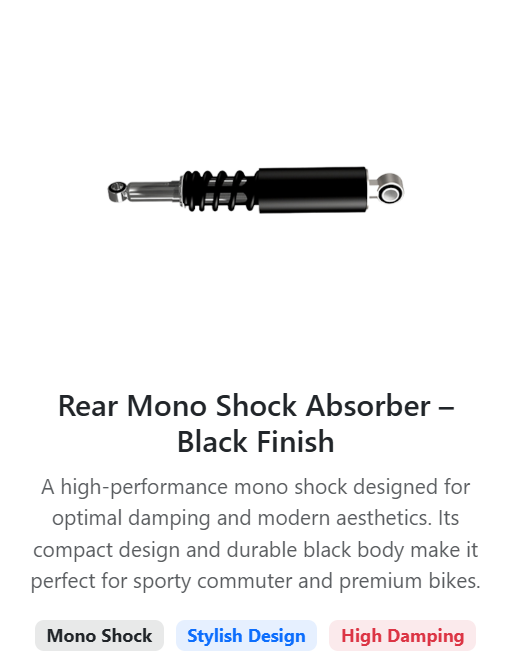 Rear Mono Shock Absorber –
Black Finish
A high-performance mono shock designed for
optimal damping and modern aesthetics. Its
compact design and durable black body make it
perfect for sporty commuter and premium bikes.
Mono Shock Stylish Design High Damping